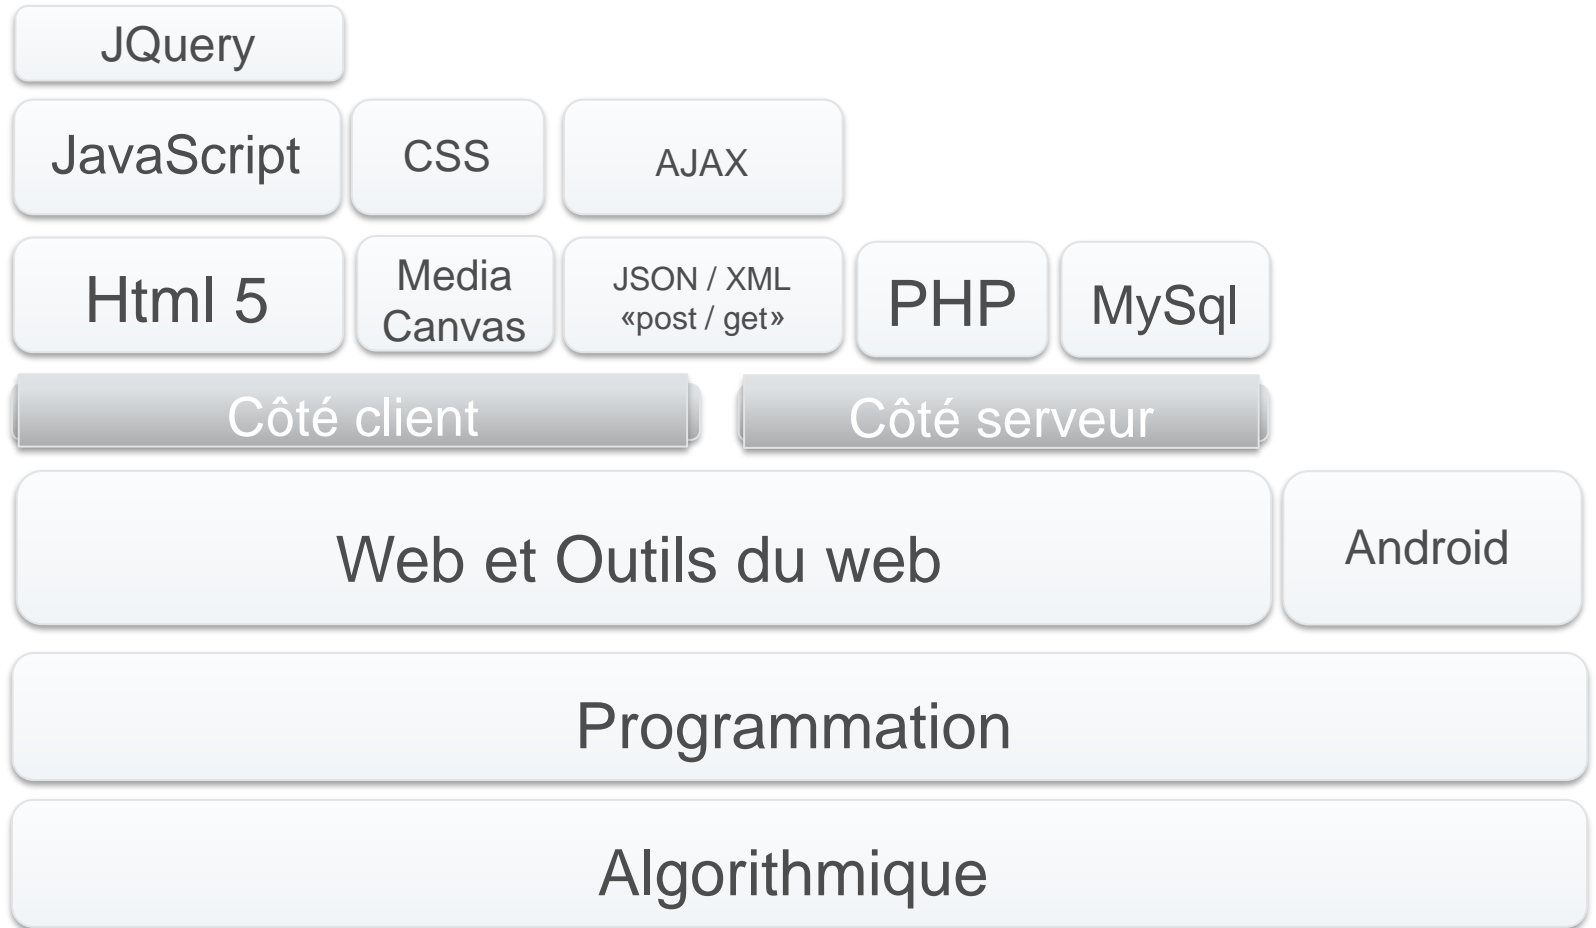 JQuery
JavaScript
CSS
AJAX
Html 5
Media
Canvas
JSON / XML
«post / get»
PHP
MySql
Côté client
Côté serveur
Web et Outils du web
Android
Programmation
Algorithmique